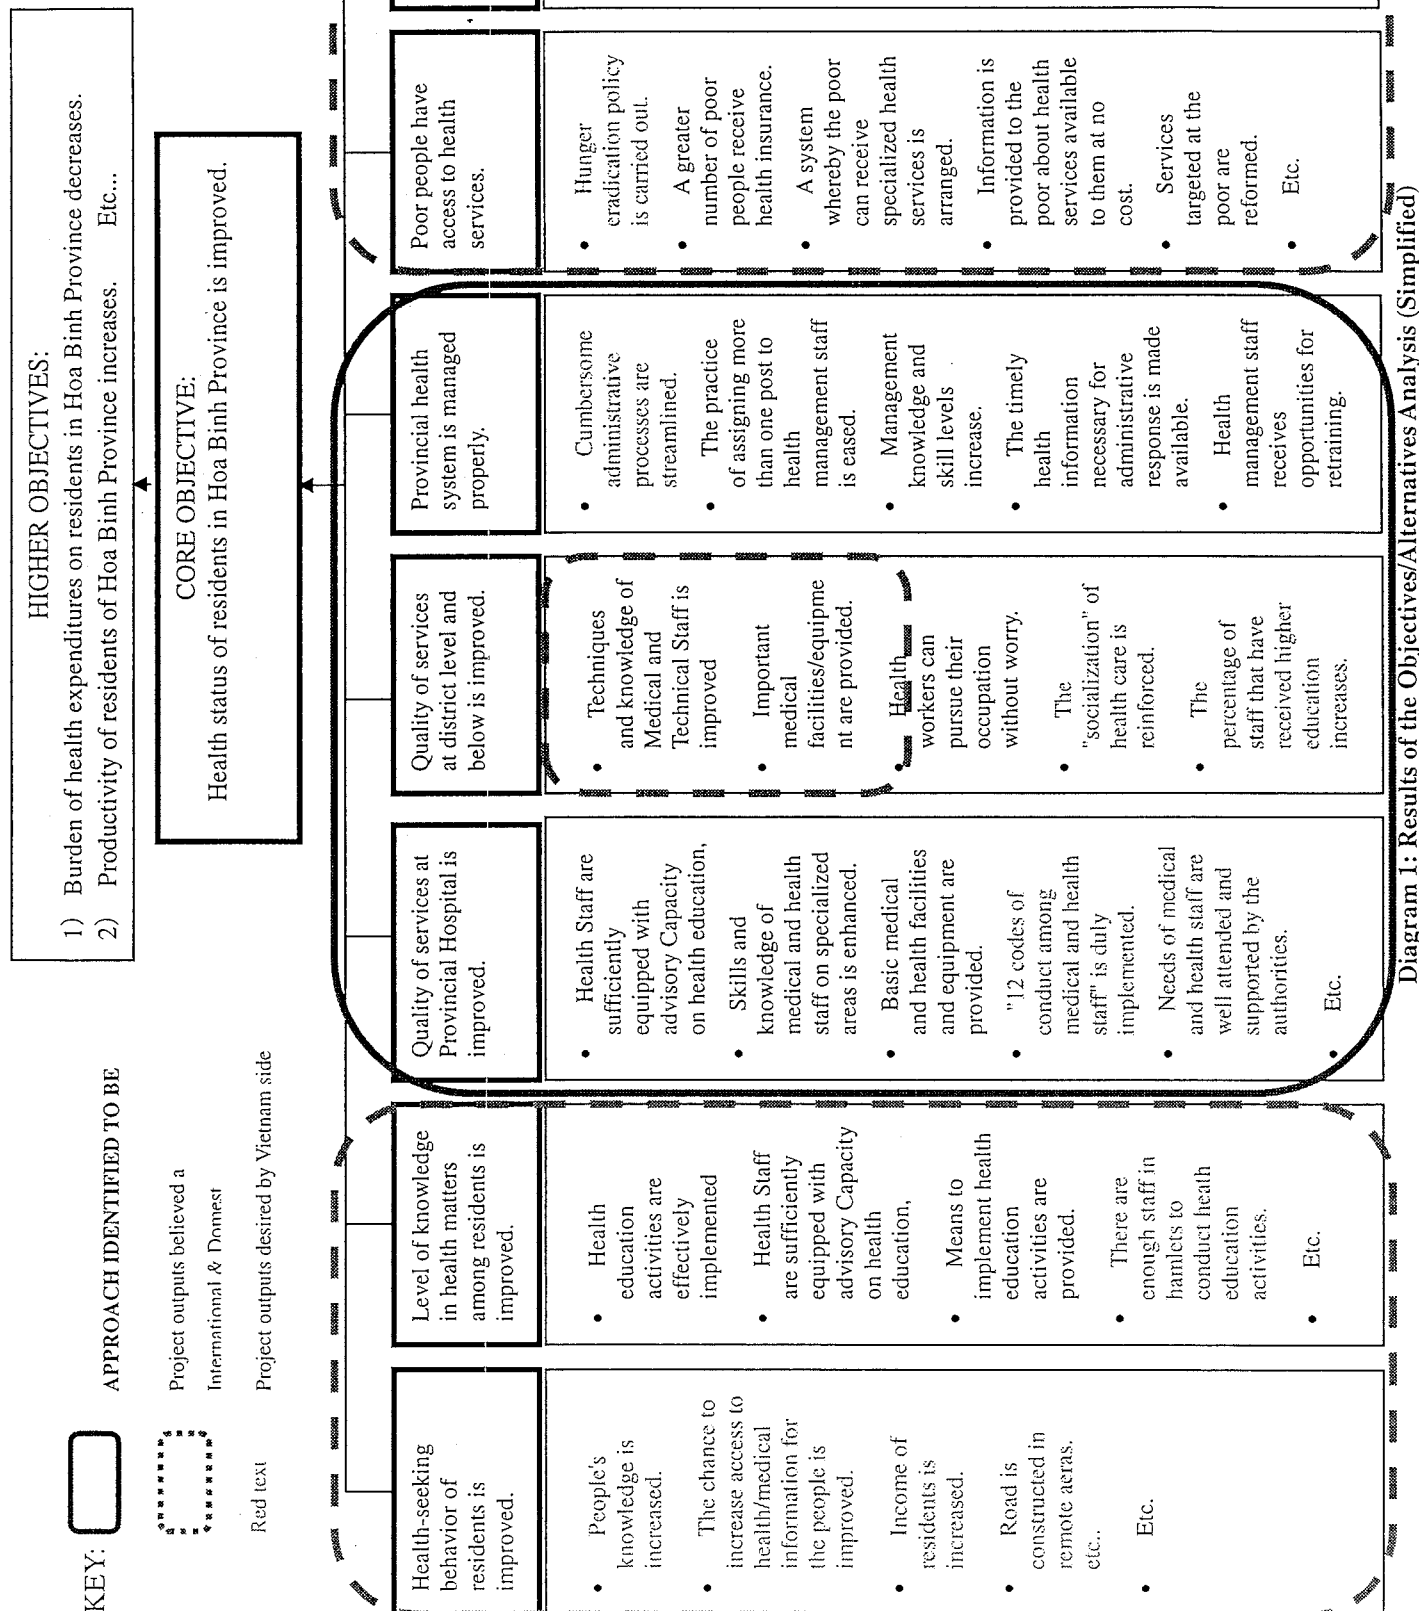 HIGHER OBJECTIVES:
1) Burden of health expenditures on residents in Hoa Binh Province decreases.
2) Productivity of residents of Hoa Binh Province increases. Etc...
CORE OBJECTIVE:
Health status of residents in Hoa Binh Province is improved.
KEY:
APPROACH IDENTIFIED TO BE
Project outputs believed a
International & Domest
Red text
Project outputs desired by Vietnam side
Health-seeking
behavior of
residents is
improved.
• People's
knowledge is
increased.
• The chance to
increase access to
health/medical
information for
the people is
improved.
• Income of
residents is
increased.
• Road is
constructed in
remote aeras.
etc..
• Etc.
Level of knowledge
in health matters
among residents is
improved.
• Health
education
activities are
effectively
implemented
• Health Staff
are sufficiently
equipped with
advisory Capacity
on health
education,
• Means to
implement health
education
activities are
provided.
• There are
enough staff in
hamlets to
conduct heath
education
activities.
• Etc.
Quality of services at
Provincial Hospital is
improved.
• Health Staff are
sufficiently
equipped with
advisory Capacity
on health education,
• Skills and
knowledge of
medical and health
staff on specialized
areas is enhanced.
• Basic medical
and health facilities
and equipment are
provided.
• "12 codes of
conduct among
medical and health
staff" is duly
implemented.
• Needs of medical
and health staff are
well attended and
supported by the
authorities.
• Etc.
Quality of services
at district level and
below is improved.
• Techniques
and knowledge of
Medical and
Technical Staff is
improved
• Important
medical
facilities/equipme
nt are provided.
• Health
workers can
pursue their
occupation
without worry.
• The
"socialization" of
health care is
reinforced.
• The
percentage of
staff that have
received higher
education
increases.
Provincial health
system is managed
properly.
• Cumbersome
administrative
processes are
streamlined.
• The practice
of assigning more
than one post to
health
management staff
is eased.
• Management
knowledge and
skill levels
increase.
• The timely
health
information
necessary for
administrative
response is made
available.
• Health
management staff
receives
opportunities for
retraining.
Poor people have
access to health
services.
• Hunger
eradication policy
is carried out.
• A greater
number of poor
people receive
health insurance.
• A system
whereby the poor
can receive
specialized health
services is
arranged.
• Information is
provided to the
poor about health
services available
to them at no
cost.
• Services
targeted at the
poor are
reformed.
• Etc.
Diagram 1: Results of the Objectives/Alternatives Analysis (Simplified)